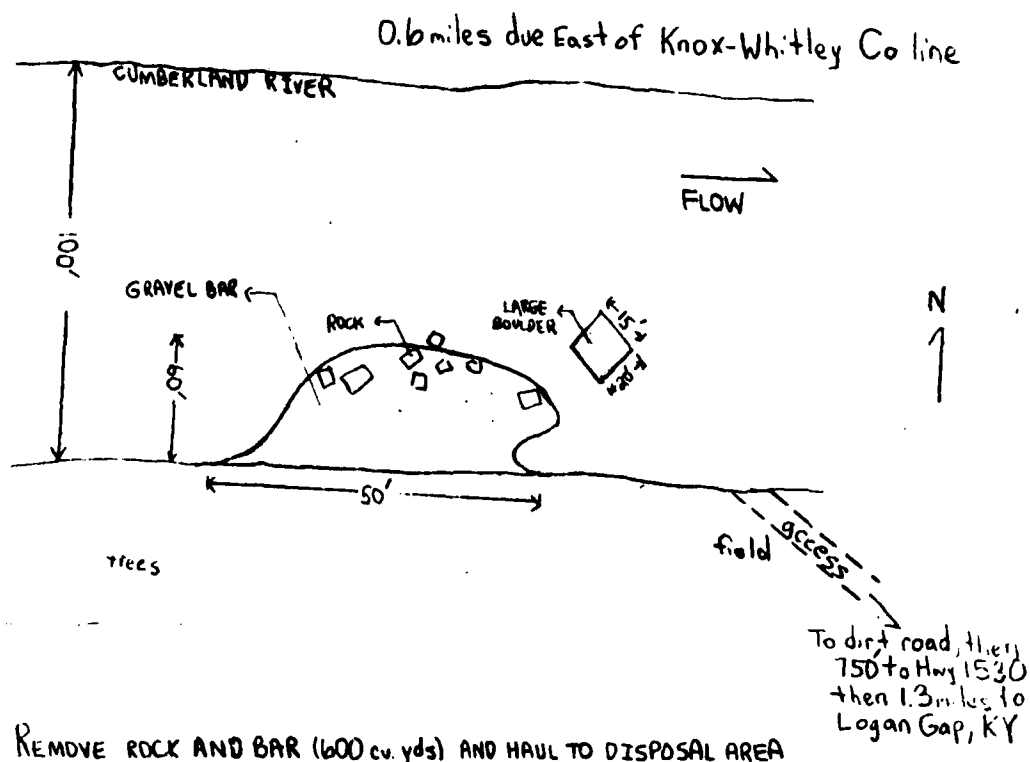 0.6 miles due East of Knox-Whitley Co line
CUMBERLAND RIVER
FLOW
100'
GRAVEL BAR
ROCK
LARGE
BOULDER
15'
20'
N
60'
50'
trees
field
access
To dirt road, then
750' to Hwy 1530
then 1.3 miles to
Logan Gap, KY
REMOVE ROCK AND BAR (600 cu. yds) AND HAUL TO DISPOSAL AREA